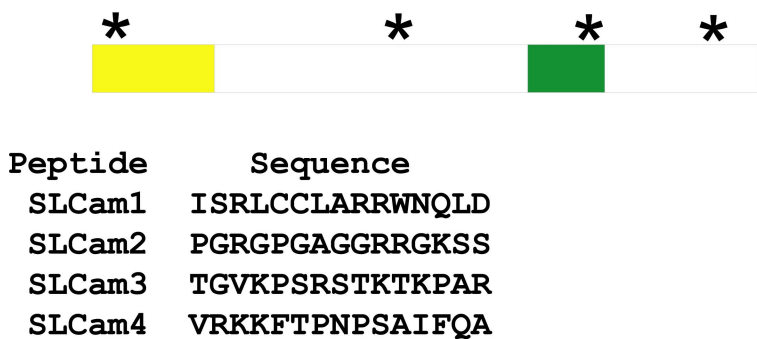 * * * *
Peptide Sequence
SLCam1 ISRLCCLARRWNQLD
SLCam2 PGRGPGAGGRRGKSS
SLCam3 TGVKPSRSTKTKPAR
SLCam4 VRKKFTPNPSAIFQA